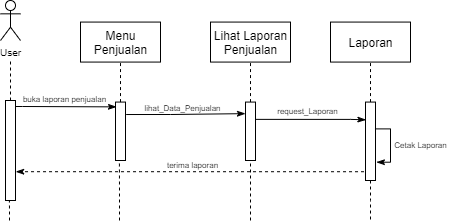 User
Menu
Penjualan
Lihat Laporan
Penjualan
Laporan
buka laporan penjualan
lihat_Data_Penjualan
request_Laporan
Cetak Laporan
terima laporan